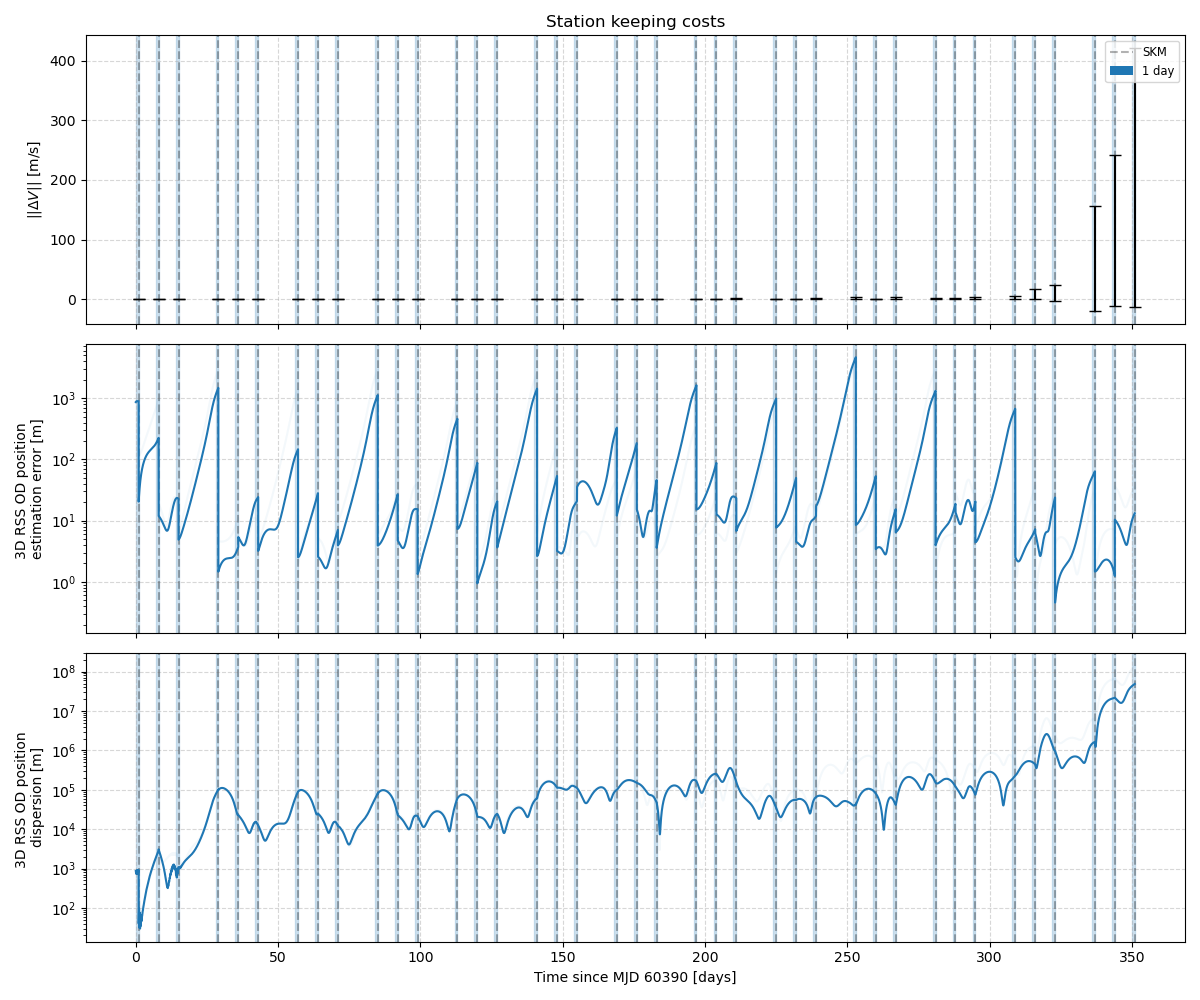 Station keeping costs
||ΔV|| [m/s]
400
300
200
100
0
SKM
1 day
3D RSS OD position
estimation error [m]
10³
10²
10¹
10⁰
3D RSS OD position
dispersion [m]
10⁸
10⁷
10⁶
10⁵
10⁴
10³
10²
0 50 100 150 200 250 300 350
Time since MJD 60390 [days]